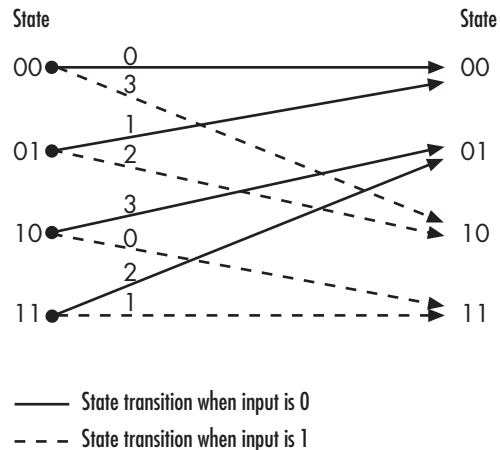 State State
00 0 00
3
1
01 2 01
3
10 0 10
2
11 1 11
State transition when input is 0
State transition when input is 1